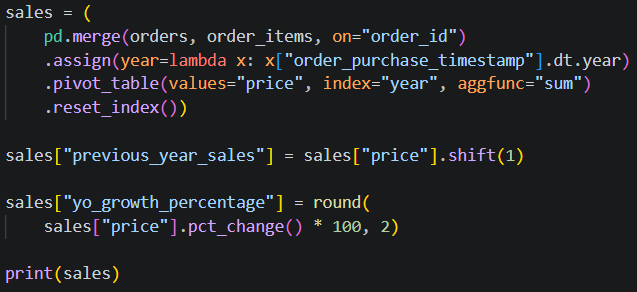 sales = (
    pd.merge(orders, order_items, on="order_id")
    .assign(year=lambda x: x["order_purchase_timestamp"].dt.year)
    .pivot_table(values="price", index="year", aggfunc="sum")
    .reset_index())

sales["previous_year_sales"] = sales["price"].shift(1)

sales["yo_growth_percentage"] = round(
    sales["price"].pct_change() * 100, 2)

print(sales)